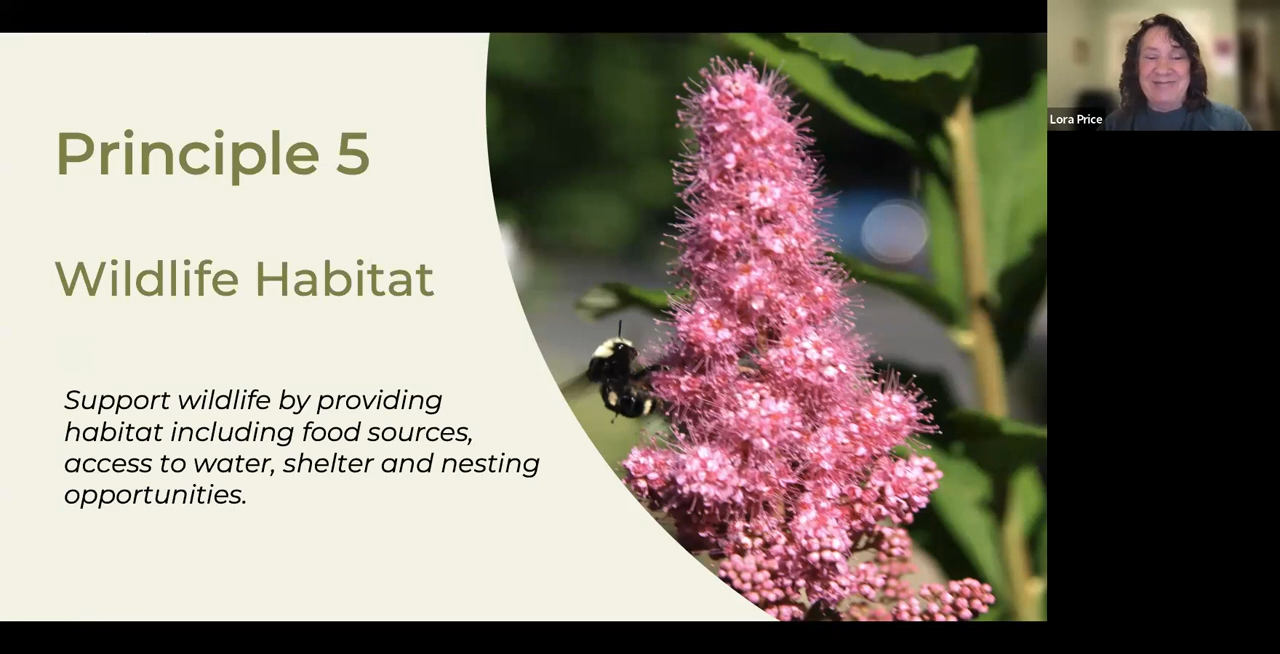 Principle 5
Wildlife Habitat
Support wildlife by providing
habitat including food sources,
access to water, shelter and nesting
opportunities.
Lora Price